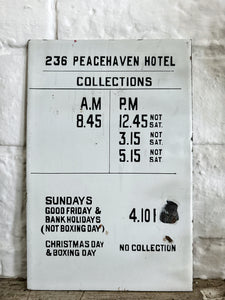 236 PEACEHAVEN HOTEL
COLLECTIONS
A.M P.M
8.45 12.45 NOT SAT.
3.15 NOT SAT.
5.15 NOT SAT.
SUNDAYS
GOOD FRIDAY &
BANK HOLIDAYS
(NOT BOXING DAY)
4.10
CHRISTMAS DAY
& BOXING DAY
NO COLLECTION